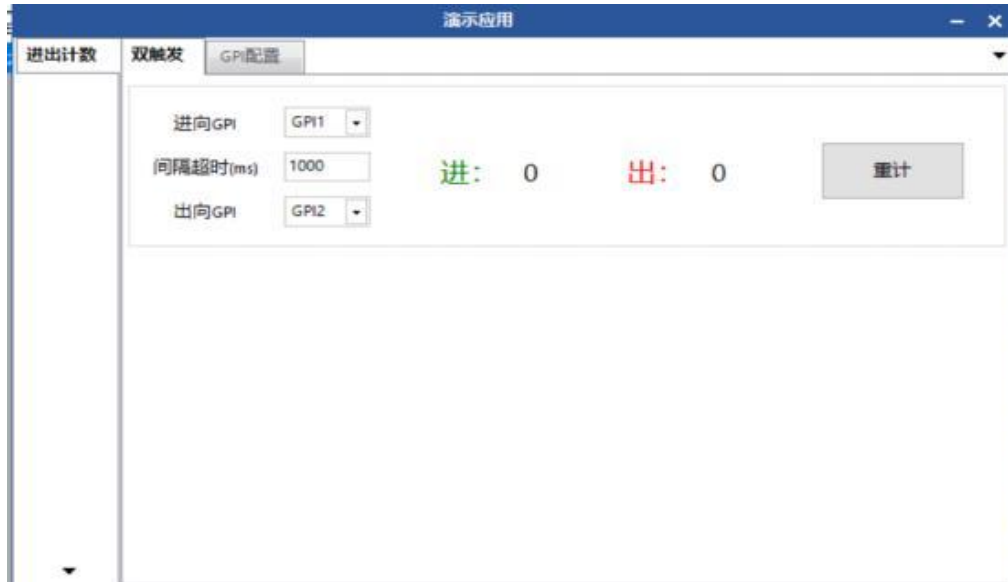 演示应用
进出计数
双触发 GPI配置
进向GPI GPI1
间隔超时(ms) 1000 进: 0 出: 0 重计
出向GPI GPI2